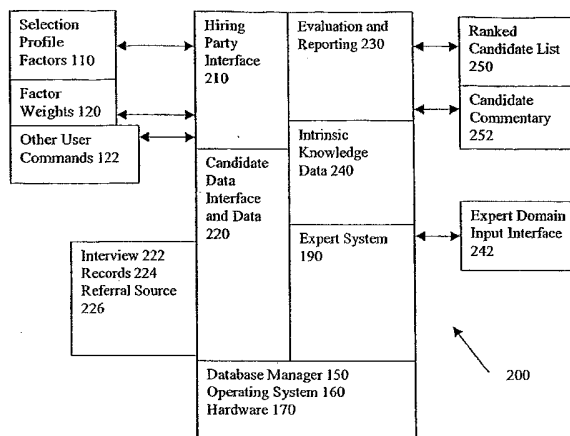 Selection
Profile
Factors 110
Factor
Weights 120
Other User
Commands 122
Hiring
Party
Interface
210
Evaluation and
Reporting 230
Ranked
Candidate List
250
Candidate
Commentary
252
Candidate
Data
Interface
and Data
220
Intrinsic
Knowledge
Data 240
Expert System
190
Expert Domain
Input Interface
242
Interview 222
Records 224
Referral Source
226
Database Manager 150
Operating System 160
Hardware 170
200